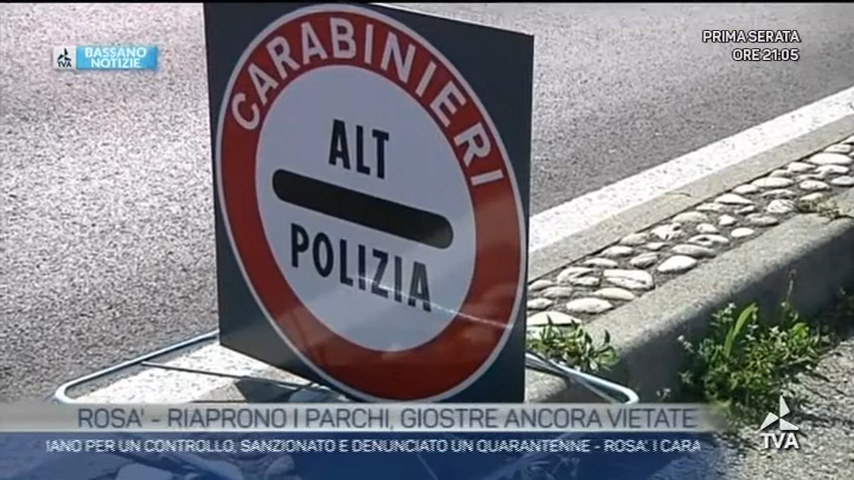 TVA
BASSANO
NOTIZIE
PRIMA SERATA
ORE 21:05
CARABINIERI
ALT
POLIZIA
ROSA' - RIAPRONO I PARCHI, GIOSTRE ANCORA VIETATE
IANO PER UN CONTROLLO, SANZIONATO E DENUNCIATO UN QUARANTENNE - ROSA'. I CARA
TVA